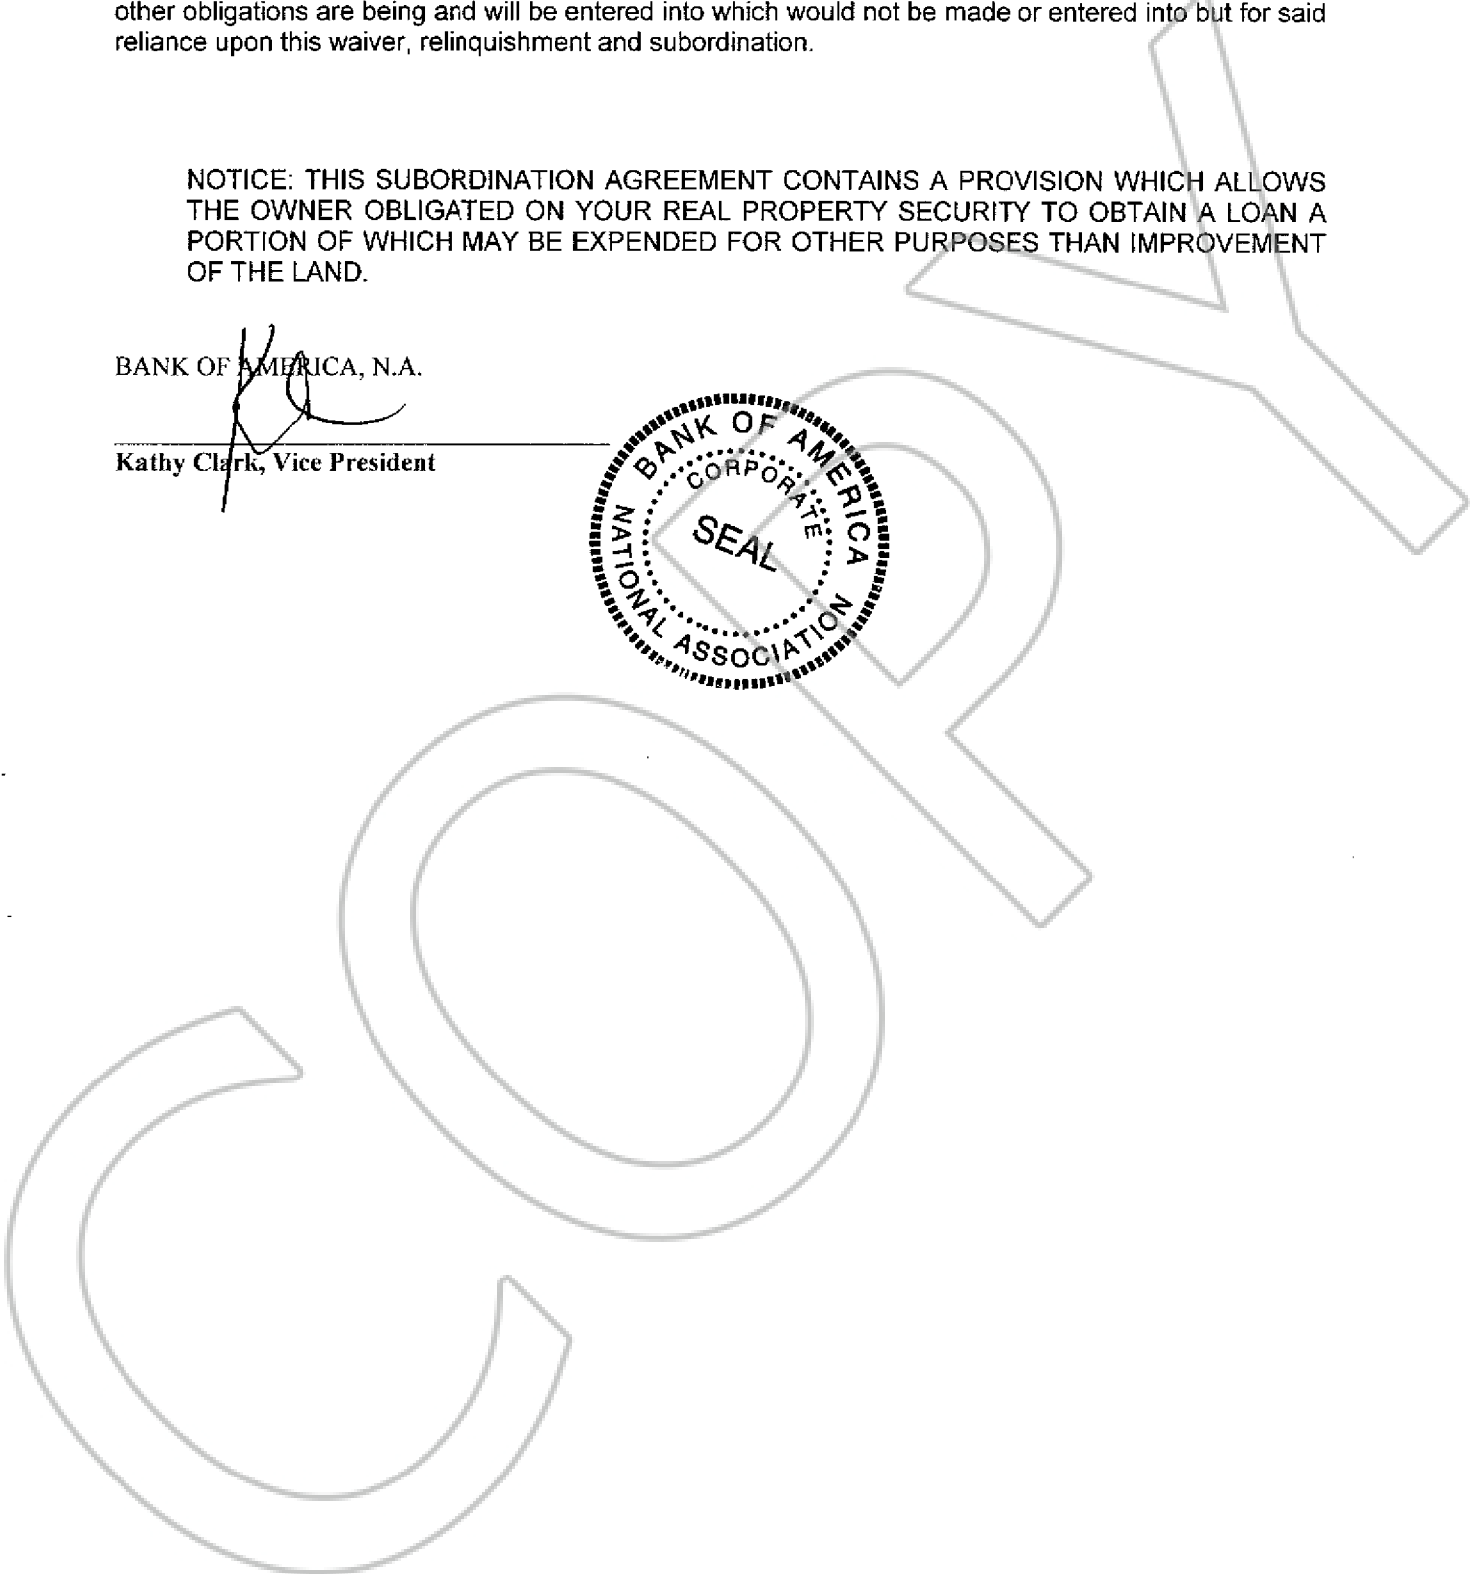 other obligations are being and will be entered into which would not be made or entered into but for said
reliance upon this waiver, relinquishment and subordination.
NOTICE: THIS SUBORDINATION AGREEMENT CONTAINS A PROVISION WHICH ALLOWS
THE OWNER OBLIGATED ON YOUR REAL PROPERTY SECURITY TO OBTAIN A LOAN A
PORTION OF WHICH MAY BE EXPENDED FOR OTHER PURPOSES THAN IMPROVEMENT
OF THE LAND.
BANK OF AMERICA, N.A.
Kathy Clark, Vice President
BANK OF AMERICA
NATIONAL ASSOCIATION
CORPORATE
SEAL
COPY